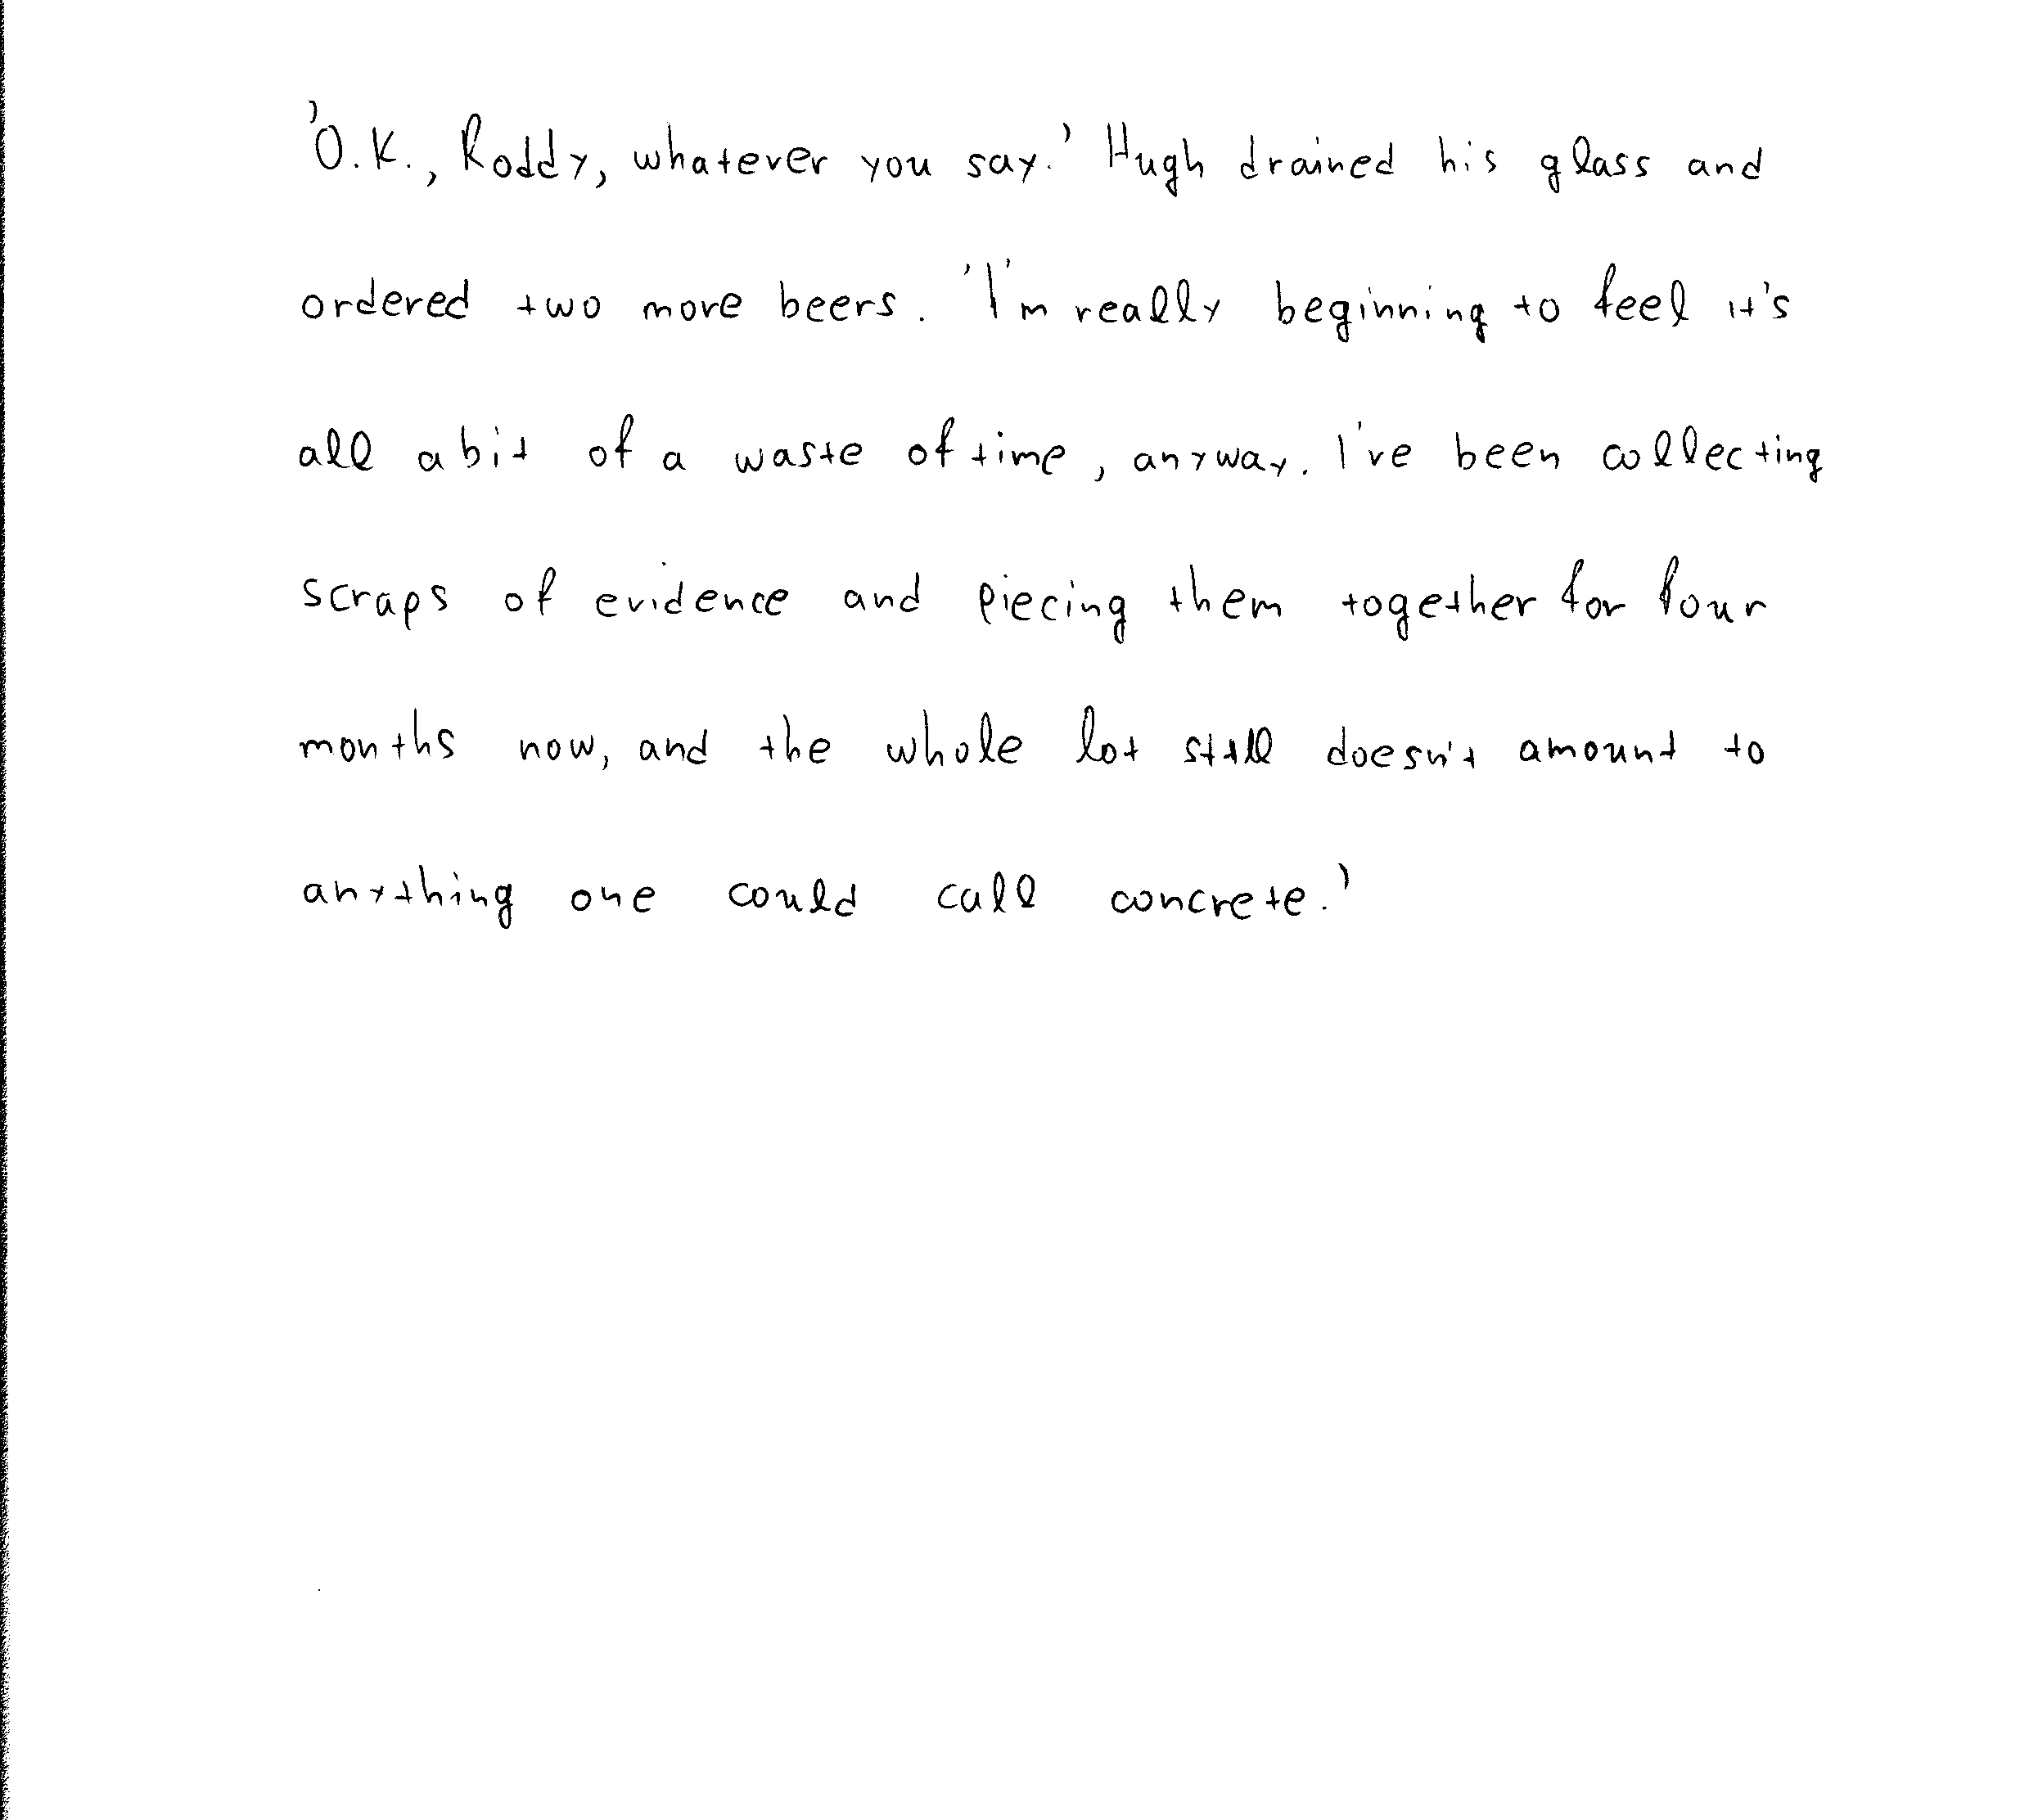 'O.K., Roddy, whatever you say.' Hugh drained his glass and
ordered two more beers. 'I'm really beginning to feel it's
all a bit of a waste of time, anyway. I've been collecting
scraps of evidence and piecing them together for four
months now, and the whole lot still doesn't amount to
anything one could call concrete.'